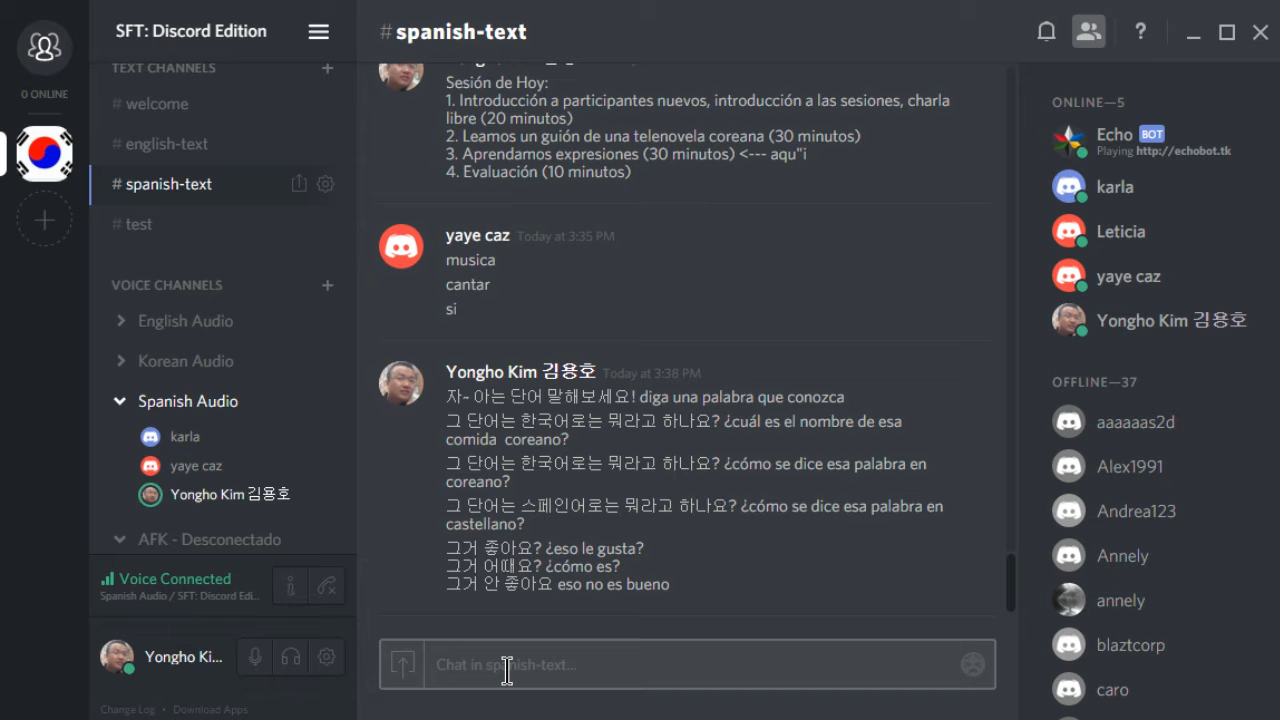 0 ONLINE
SFT: Discord Edition
TEXT CHANNELS
# welcome
# english-text
# spanish-text
# test
VOICE CHANNELS
English Audio
Korean Audio
Spanish Audio
karla
yaye caz
Yongho Kim 김용호
AFK - Desconectado
Voice Connected
Spanish Audio / SFT: Discord Edi...
Yongho Ki...
Change Log • Download Apps
# spanish-text
Sesión de Hoy:
1. Introducción a participantes nuevos, introducción a las sesiones, charla
libre (20 minutos)
2. Leamos un guión de una telenovela coreana (30 minutos)
3. Aprendamos expresiones (30 minutos) <--- aqu"i
4. Evaluación (10 minutos)
yaye caz Today at 3:35 PM
musica
cantar
si
Yongho Kim 김용호 Today at 3:38 PM
자~ 아는 단어 말해보세요! diga una palabra que conozca
그 단어는 한국어로는 뭐라고 하나요? ¿cuál es el nombre de esa
comida coreano?
그 단어는 한국어로는 뭐라고 하나요? ¿cómo se dice esa palabra en
coreano?
그 단어는 스페인어로는 뭐라고 하나요? ¿cómo se dice esa palabra en
castellano?
그거 좋아요? ¿eso le gusta?
그거 어때요? ¿cómo es?
그거 안 좋아요 eso no es bueno
Chat in spanish-text...
ONLINE—5
Echo BOT
Playing http://echobot.tk
karla
Leticia
yaye caz
Yongho Kim 김용호
OFFLINE—37
aaaaaas2d
Alex1991
Andrea123
Annely
annely
blaztcorp
caro